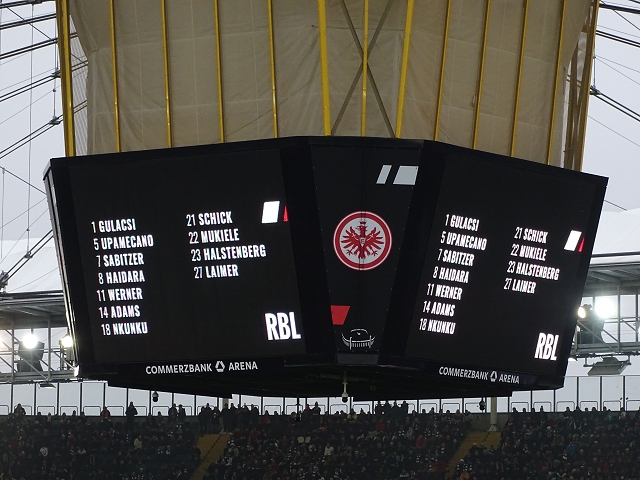 1 GULACSI
5 UPAMECANO
7 SABITZER
8 HAIDARA
11 WERNER
14 ADAMS
18 NKUNKU
21 SCHICK
22 MUKIELE
23 HALSTENBERG
27 LAIMER
RBL
COMMERZBANK ARENA
1 GULACSI
5 UPAMECANO
7 SABITZER
8 HAIDARA
11 WERNER
14 ADAMS
18 NKUNKU
21 SCHICK
22 MUKIELE
23 HALSTENBERG
27 LAIMER
RBL
COMMERZBANK ARENA